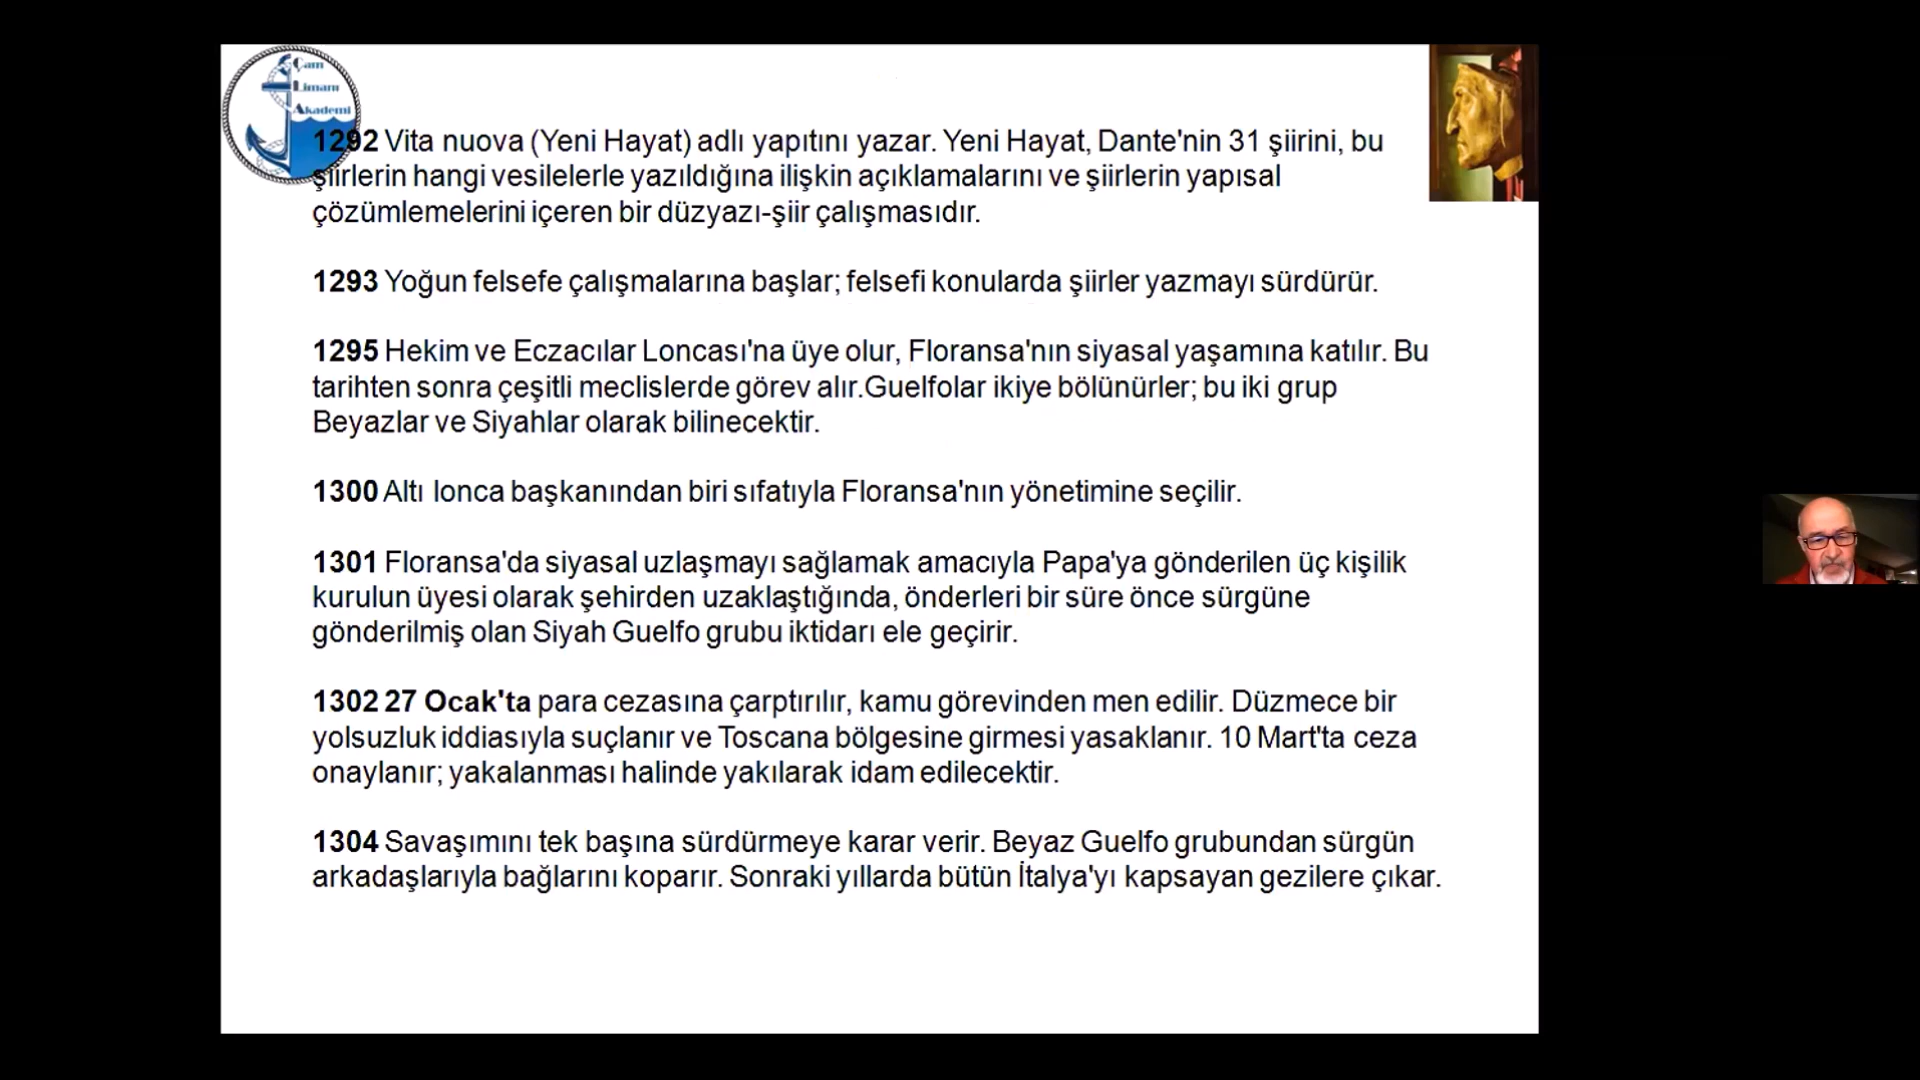 Çam
Limanı
Akademi
1292 Vita nuova (Yeni Hayat) adlı yapıtını yazar. Yeni Hayat, Dante'nin 31 şiirini, bu
şiirlerin hangi vesilelerle yazıldığına ilişkin açıklamalarını ve şiirlerin yapısal
çözümlemelerini içeren bir düzyazı-şiir çalışmasıdır.
1293 Yoğun felsefe çalışmalarına başlar; felsefi konularda şiirler yazmayı sürdürür.
1295 Hekim ve Eczacılar Loncası'na üye olur, Floransa'nın siyasal yaşamına katılır. Bu
tarihten sonra çeşitli meclislerde görev alır.Guelfolar ikiye bölünürler; bu iki grup
Beyazlar ve Siyahlar olarak bilinecektir.
1300 Altı lonca başkanından biri sıfatıyla Floransa'nın yönetimine seçilir.
1301 Floransa'da siyasal uzlaşmayı sağlamak amacıyla Papa'ya gönderilen üç kişilik
kurulun üyesi olarak şehirden uzaklaştığında, önderleri bir süre önce sürgüne
gönderilmiş olan Siyah Guelfo grubu iktidarı ele geçirir.
1302 27 Ocak'ta para cezasına çarptırılır, kamu görevinden men edilir. Düzmece bir
yolsuzluk iddiasıyla suçlanır ve Toscana bölgesine girmesi yasaklanır. 10 Mart'ta ceza
onaylanır; yakalanması halinde yakılarak idam edilecektir.
1304 Savaşımını tek başına sürdürmeye karar verir. Beyaz Guelfo grubundan sürgün
arkadaşlarıyla bağlarını koparır. Sonraki yıllarda bütün İtalya'yı kapsayan gezilere çıkar.